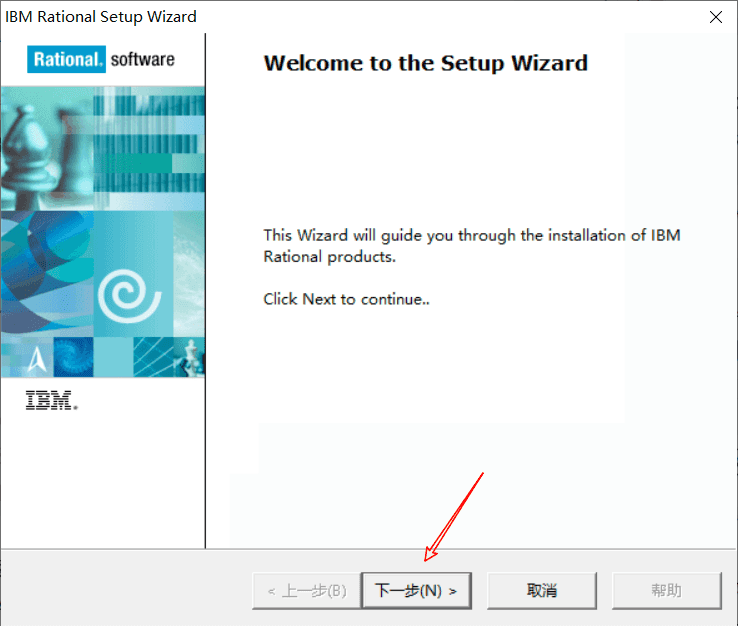 IBM Rational Setup Wizard
Rational. software
Welcome to the Setup Wizard
This Wizard will guide you through the installation of IBM
Rational products.
Click Next to continue..
IBM.
< 上一步(B)
下一步(N) >
取消
帮助